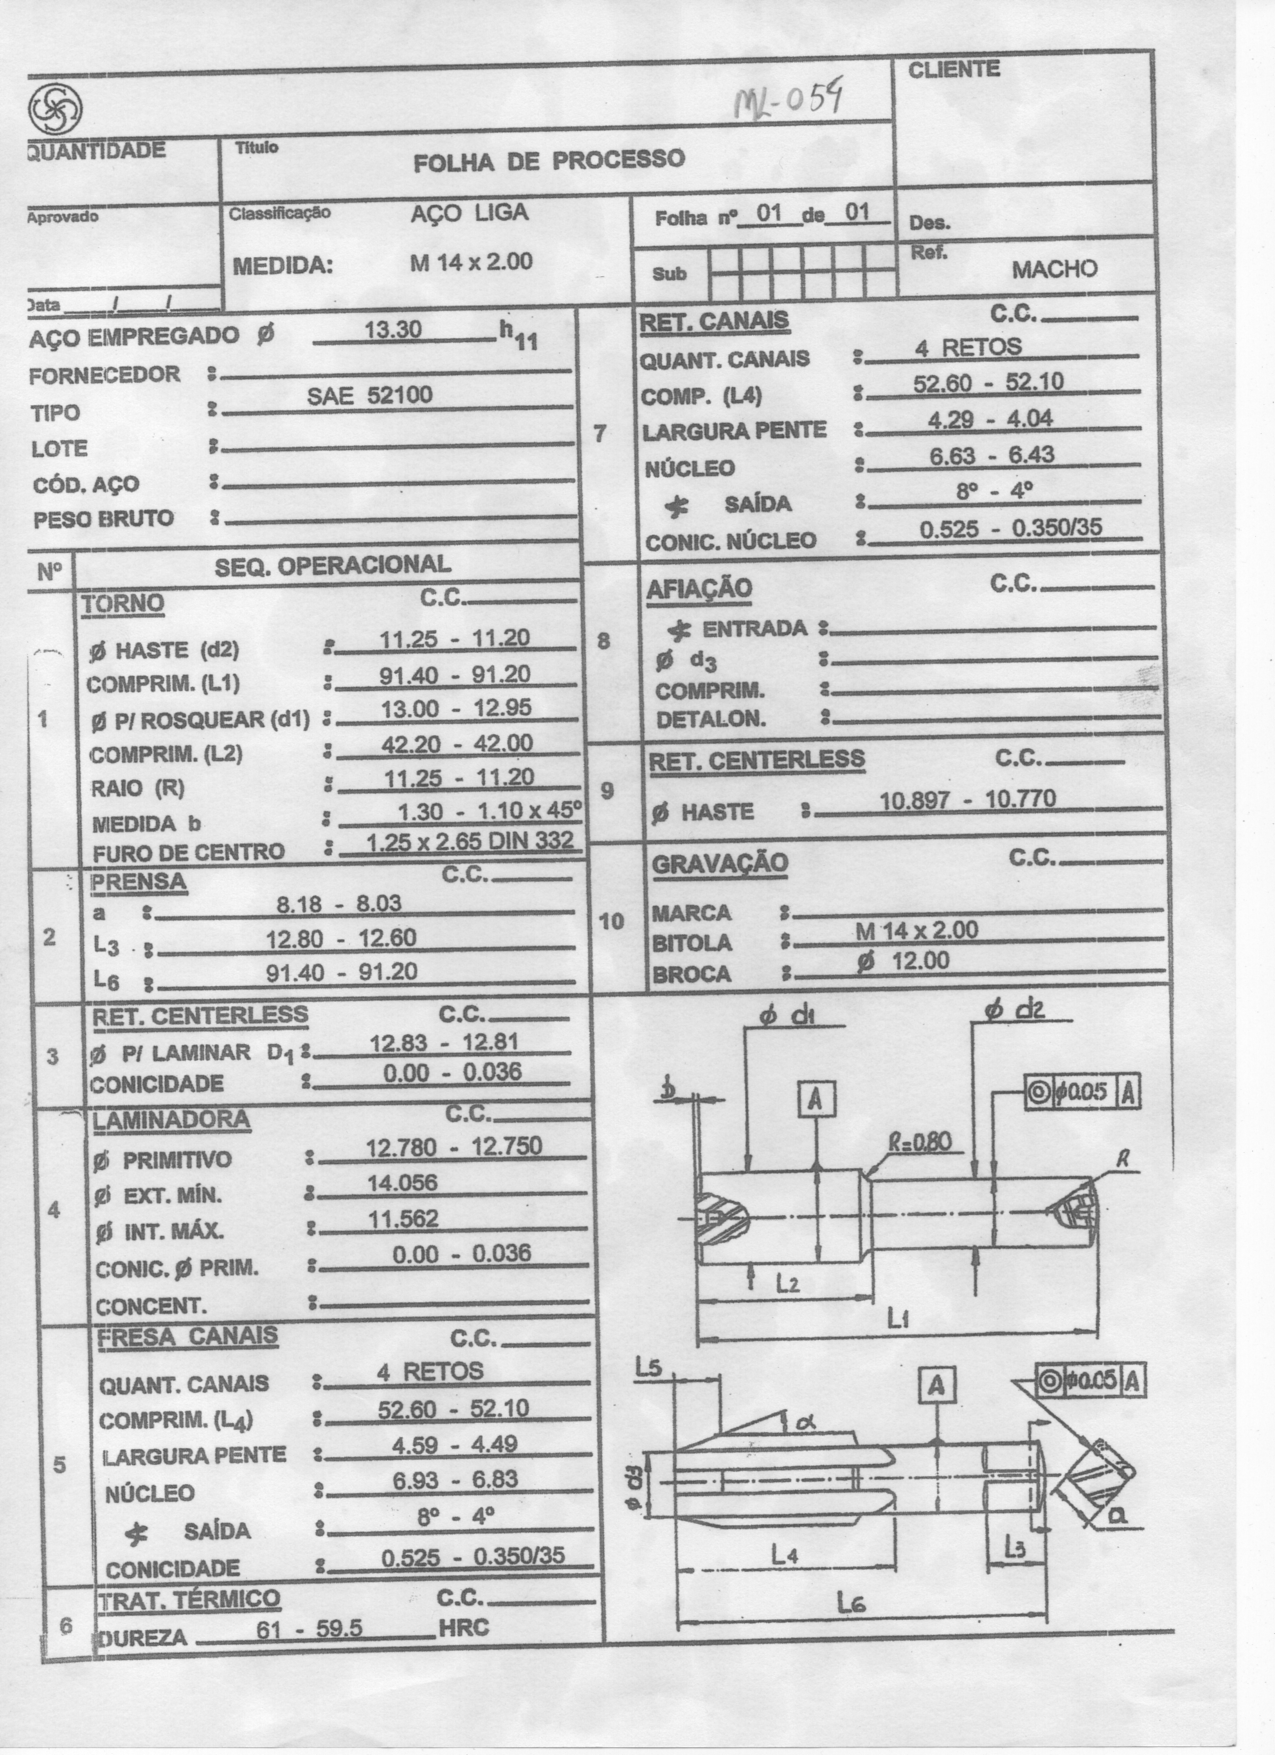 ML-054
CLIENTE
QUANTIDADE
Título
FOLHA DE PROCESSO
Aprovado
Classificação
AÇO LIGA
MEDIDA: M 14 x 2.00
Folha nº 01 de 01
Sub
Des.
Ref.
MACHO
Data / /
AÇO EMPREGADO Ø 13.30 h11
FORNECEDOR :
TIPO : SAE 52100
LOTE :
CÓD. AÇO :
PESO BRUTO :
Nº SEQ. OPERACIONAL
1
TORNO C.C.
Ø HASTE (d2) : 11.25 - 11.20
COMPRIM. (L1) : 91.40 - 91.20
Ø P/ ROSQUEAR (d1) : 13.00 - 12.95
COMPRIM. (L2) : 42.20 - 42.00
RAIO (R) : 11.25 - 11.20
MEDIDA b : 1.30 - 1.10 x 45º
FURO DE CENTRO : 1.25 x 2.65 DIN 332
2
PRENSA C.C.
a : 8.18 - 8.03
L3 : 12.80 - 12.60
L6 : 91.40 - 91.20
3
RET. CENTERLESS C.C.
Ø P/ LAMINAR D1 : 12.83 - 12.81
CONICIDADE : 0.00 - 0.036
4
LAMINADORA C.C.
Ø PRIMITIVO : 12.780 - 12.750
Ø EXT. MÍN. : 14.056
Ø INT. MÁX. : 11.562
CONIC. Ø PRIM. : 0.00 - 0.036
CONCENT. :
5
FRESA CANAIS C.C.
QUANT. CANAIS : 4 RETOS
COMPRIM. (L4) : 52.60 - 52.10
LARGURA PENTE : 4.59 - 4.49
NÚCLEO : 6.93 - 6.83
∢ SAÍDA : 8º - 4º
CONICIDADE : 0.525 - 0.350/35
6
TRAT. TÉRMICO C.C.
DUREZA 61 - 59.5 HRC
7
RET. CANAIS C.C.
QUANT. CANAIS : 4 RETOS
COMP. (L4) : 52.60 - 52.10
LARGURA PENTE : 4.29 - 4.04
NÚCLEO : 6.63 - 6.43
∢ SAÍDA : 8º - 4º
CONIC. NÚCLEO : 0.525 - 0.350/35
8
AFIAÇÃO C.C.
∢ ENTRADA :
Ø d3 :
COMPRIM. :
DETALON. :
9
RET. CENTERLESS C.C.
Ø HASTE : 10.897 - 10.770
10
GRAVAÇÃO C.C.
MARCA :
BITOLA : M 14 x 2.00
BROCA : Ø 12.00
ϕ d1 ϕ d2
b
A
◎ ϕ0.05 A
R=0.80
R
L2
L1
L5
A
◎ ϕ0.05 A
α
ϕ d3
a
L4
L3
L6